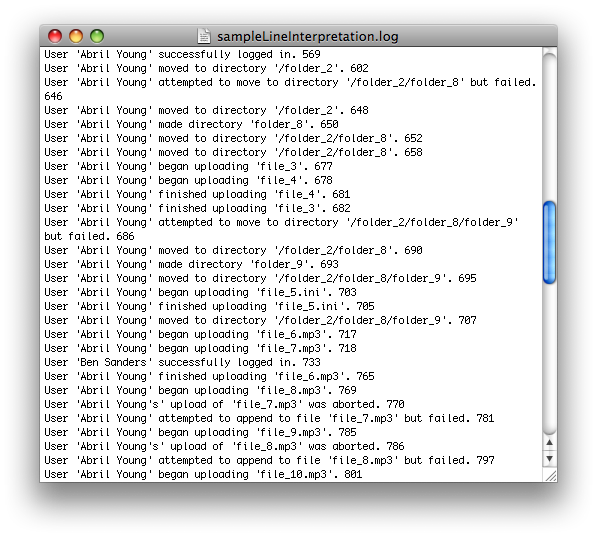 sampleLineInterpretation.log
User 'Abril Young' successfully logged in. 569
User 'Abril Young' moved to directory '/folder_2'. 602
User 'Abril Young' attempted to move to directory '/folder_2/folder_8' but failed.
646
User 'Abril Young' moved to directory '/folder_2'. 648
User 'Abril Young' made directory 'folder_8'. 650
User 'Abril Young' moved to directory '/folder_2/folder_8'. 652
User 'Abril Young' moved to directory '/folder_2/folder_8'. 658
User 'Abril Young' began uploading 'file_3'. 677
User 'Abril Young' began uploading 'file_4'. 678
User 'Abril Young' finished uploading 'file_4'. 681
User 'Abril Young' finished uploading 'file_3'. 682
User 'Abril Young' attempted to move to directory '/folder_2/folder_8/folder_9'
but failed. 686
User 'Abril Young' moved to directory '/folder_2/folder_8'. 690
User 'Abril Young' made directory 'folder_9'. 693
User 'Abril Young' moved to directory '/folder_2/folder_8/folder_9'. 695
User 'Abril Young' began uploading 'file_5.ini'. 703
User 'Abril Young' finished uploading 'file_5.ini'. 705
User 'Abril Young' moved to directory '/folder_2/folder_8/folder_9'. 707
User 'Abril Young' began uploading 'file_6.mp3'. 717
User 'Abril Young' began uploading 'file_7.mp3'. 718
User 'Ben Sanders' successfully logged in. 733
User 'Abril Young' finished uploading 'file_6.mp3'. 765
User 'Abril Young' began uploading 'file_8.mp3'. 769
User 'Abril Young's' upload of 'file_7.mp3' was aborted. 770
User 'Abril Young' attempted to append to file 'file_7.mp3' but failed. 781
User 'Abril Young' began uploading 'file_9.mp3'. 785
User 'Abril Young's' upload of 'file_8.mp3' was aborted. 786
User 'Abril Young' attempted to append to file 'file_8.mp3' but failed. 797
User 'Abril Young' began uploading 'file_10.mp3'. 801